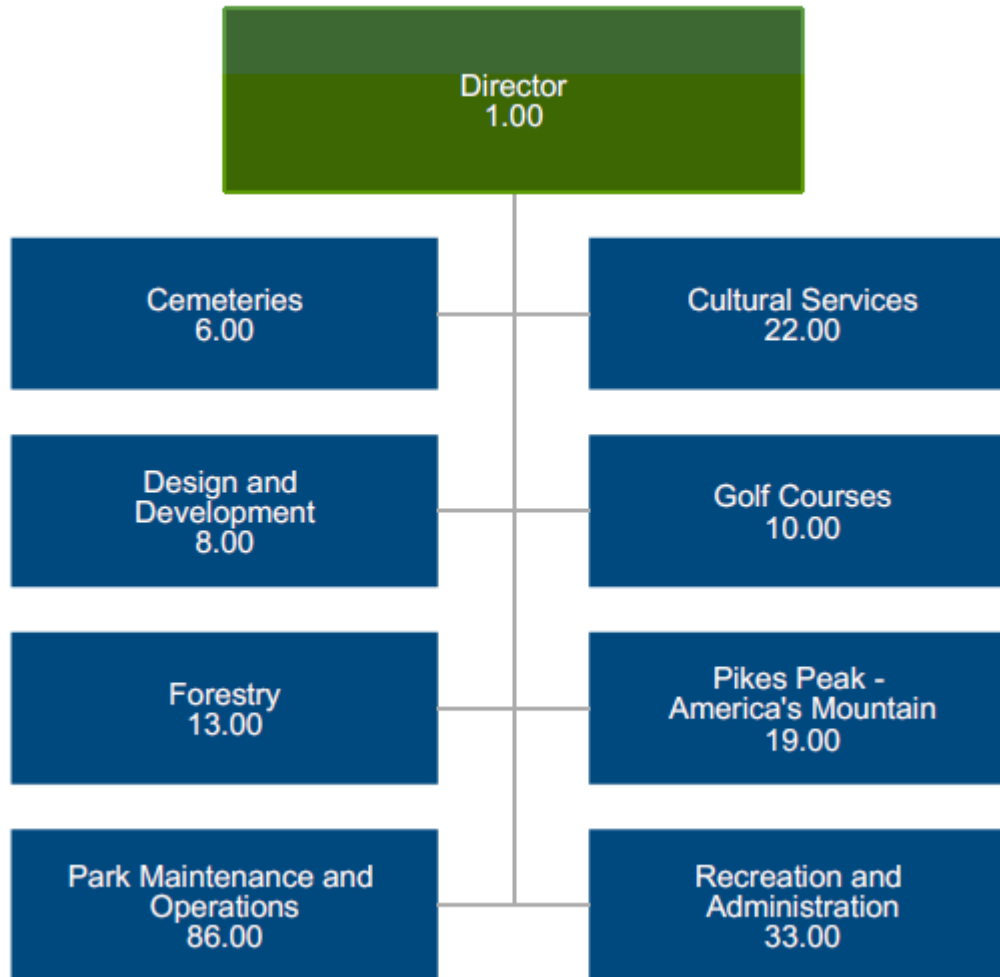 Director
1.00
Cemeteries
6.00
Cultural Services
22.00
Design and
Development
8.00
Golf Courses
10.00
Forestry
13.00
Pikes Peak -
America's Mountain
19.00
Park Maintenance and
Operations
86.00
Recreation and
Administration
33.00